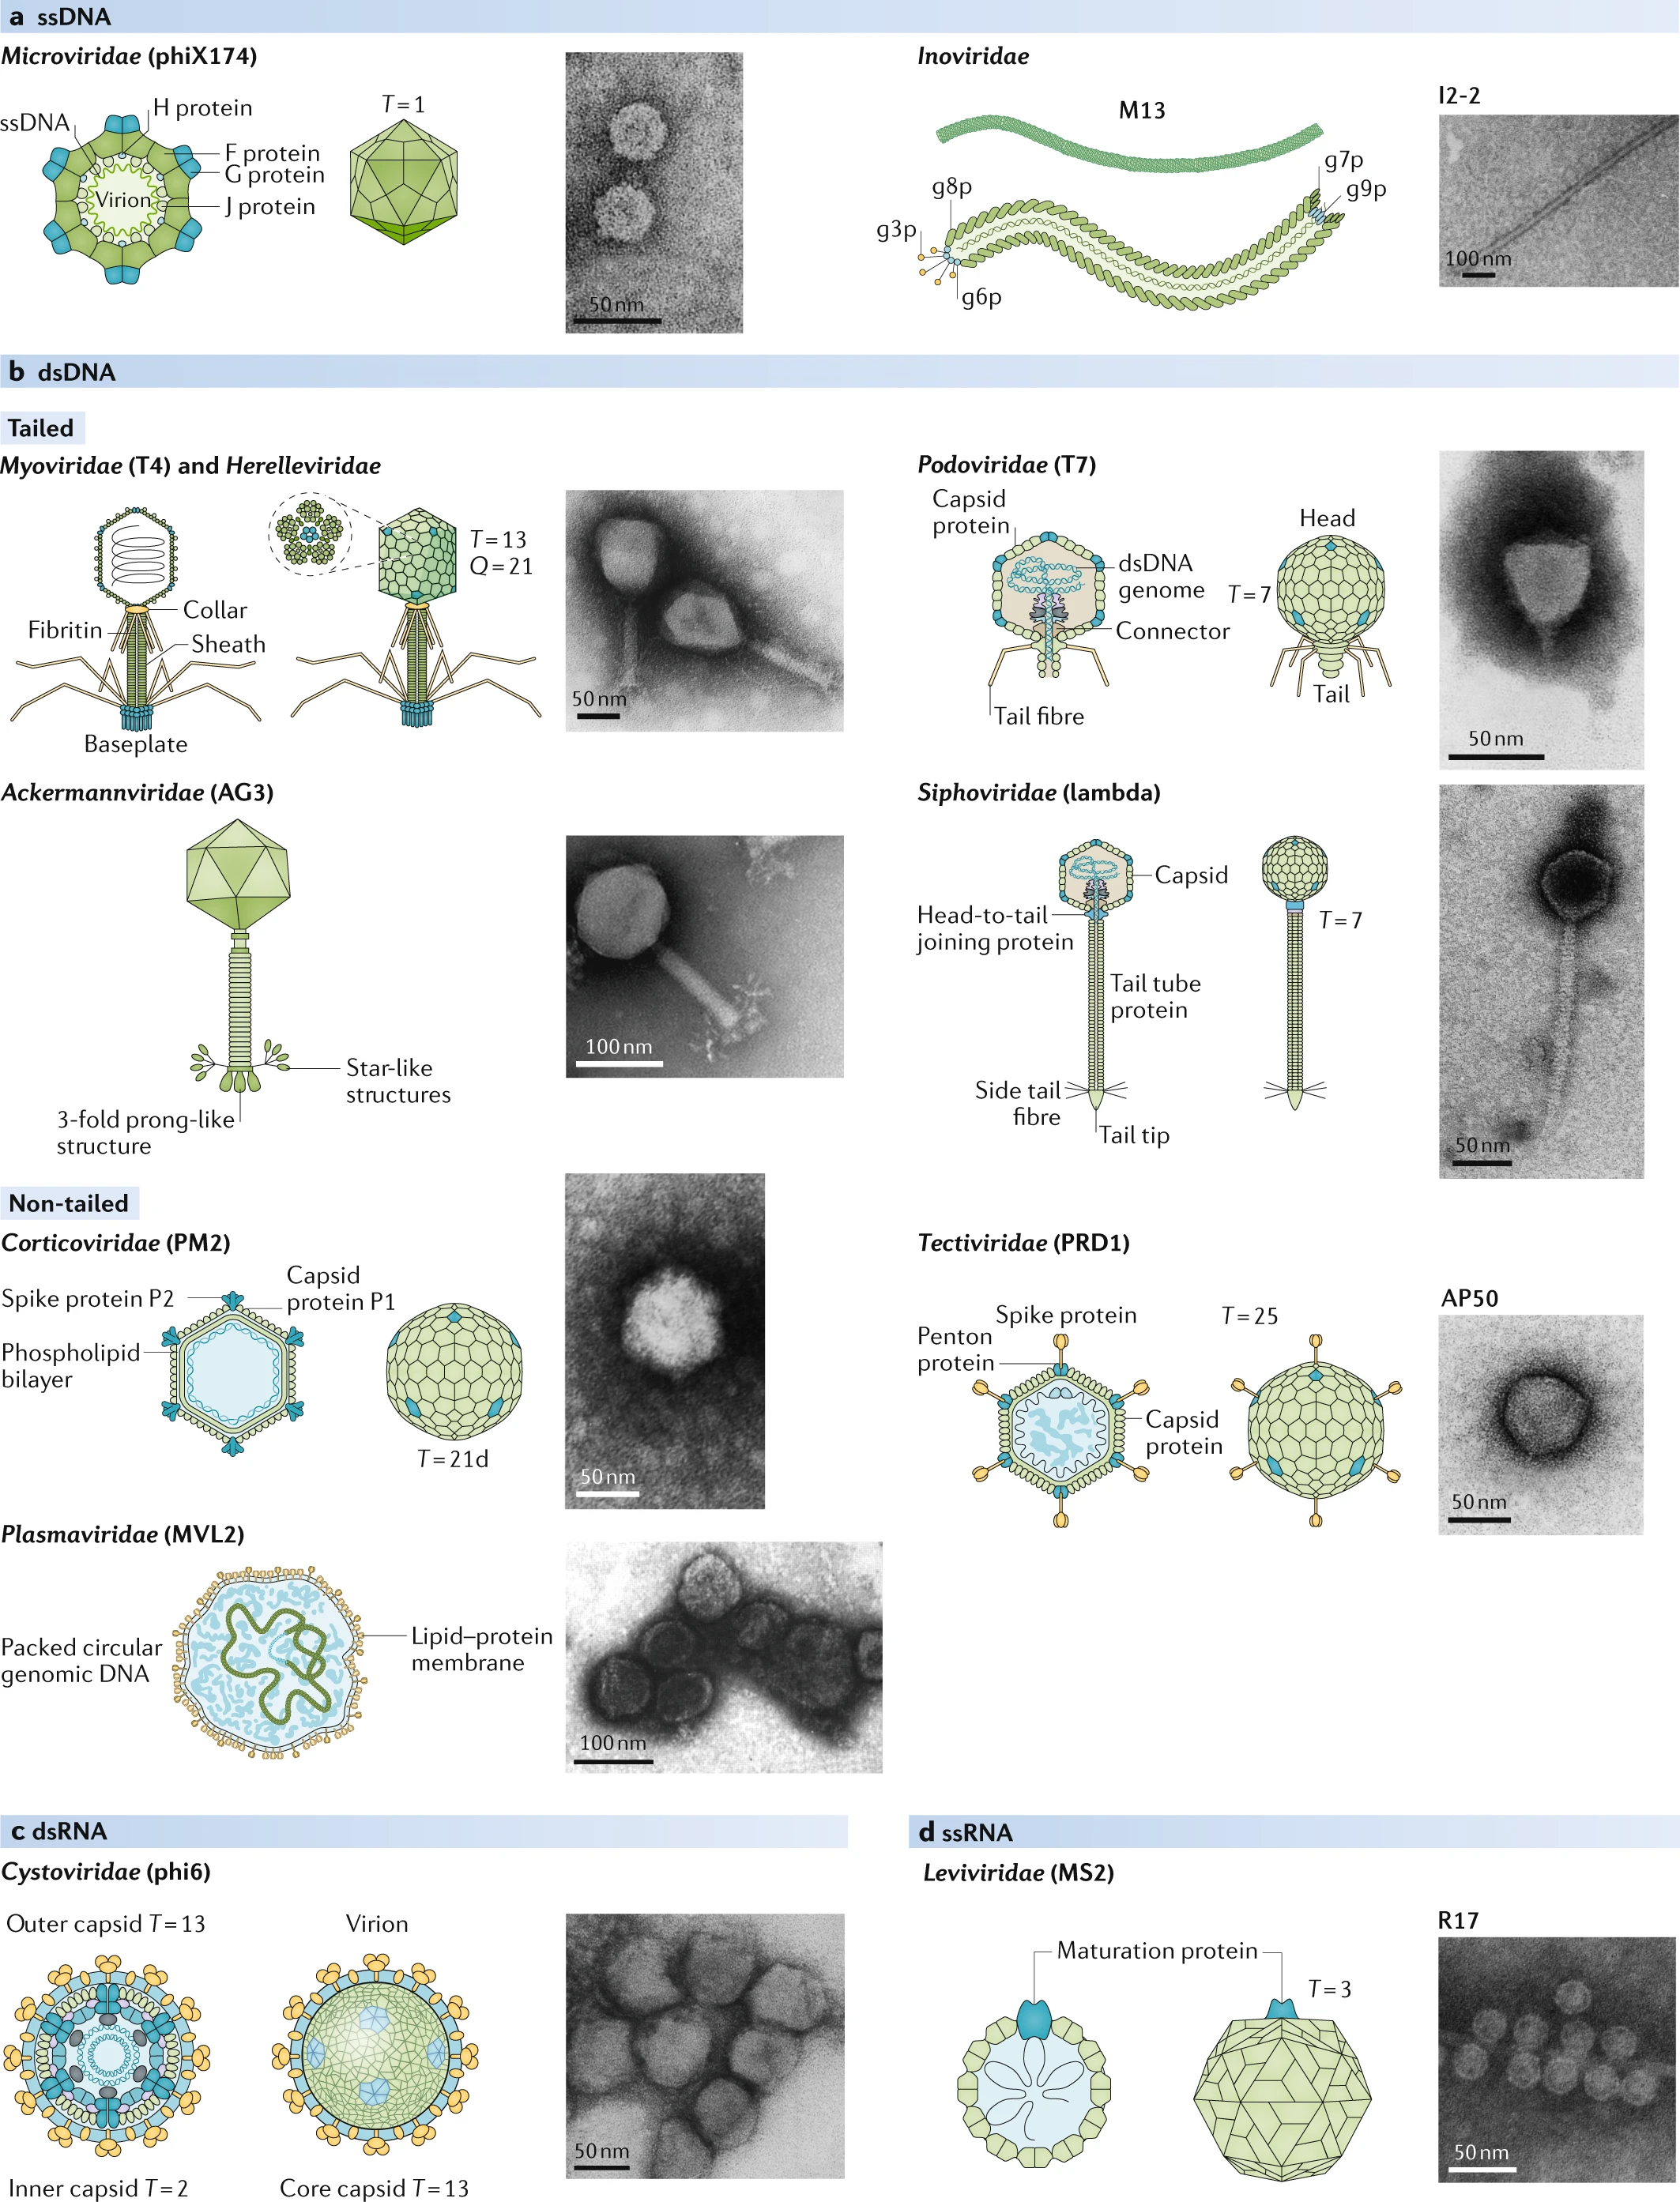 a ssDNA
Microviridae (phiX174)
ssDNA
H protein
F protein
G protein
J protein
Virion
T = 1
50 nm
Inoviridae
M13
g7p
g9p
g8p
g3p
g6p
I2-2
100 nm
b dsDNA
Tailed
Myoviridae (T4) and Herelleviridae
T = 13
Q = 21
Collar
Fibritin
Sheath
Baseplate
50 nm
Podoviridae (T7)
Capsid
protein
dsDNA
genome
Connector
Tail fibre
Head
T = 7
Tail
50 nm
Ackermannviridae (AG3)
Star-like
structures
3-fold prong-like
structure
100 nm
Siphoviridae (lambda)
Capsid
Head-to-tail
joining protein
Tail tube
protein
Side tail
fibre
Tail tip
T = 7
50 nm
Non-tailed
Corticoviridae (PM2)
Spike protein P2
Capsid
protein P1
Phospholipid
bilayer
T = 21d
50 nm
Tectiviridae (PRD1)
Spike protein
Penton
protein
Capsid
protein
T = 25
AP50
50 nm
Plasmaviridae (MVL2)
Packed circular
genomic DNA
Lipid–protein
membrane
100 nm
c dsRNA
Cystoviridae (phi6)
Outer capsid T = 13
Virion
Inner capsid T = 2
Core capsid T = 13
50 nm
d ssRNA
Leviviridae (MS2)
Maturation protein
T = 3
R17
50 nm